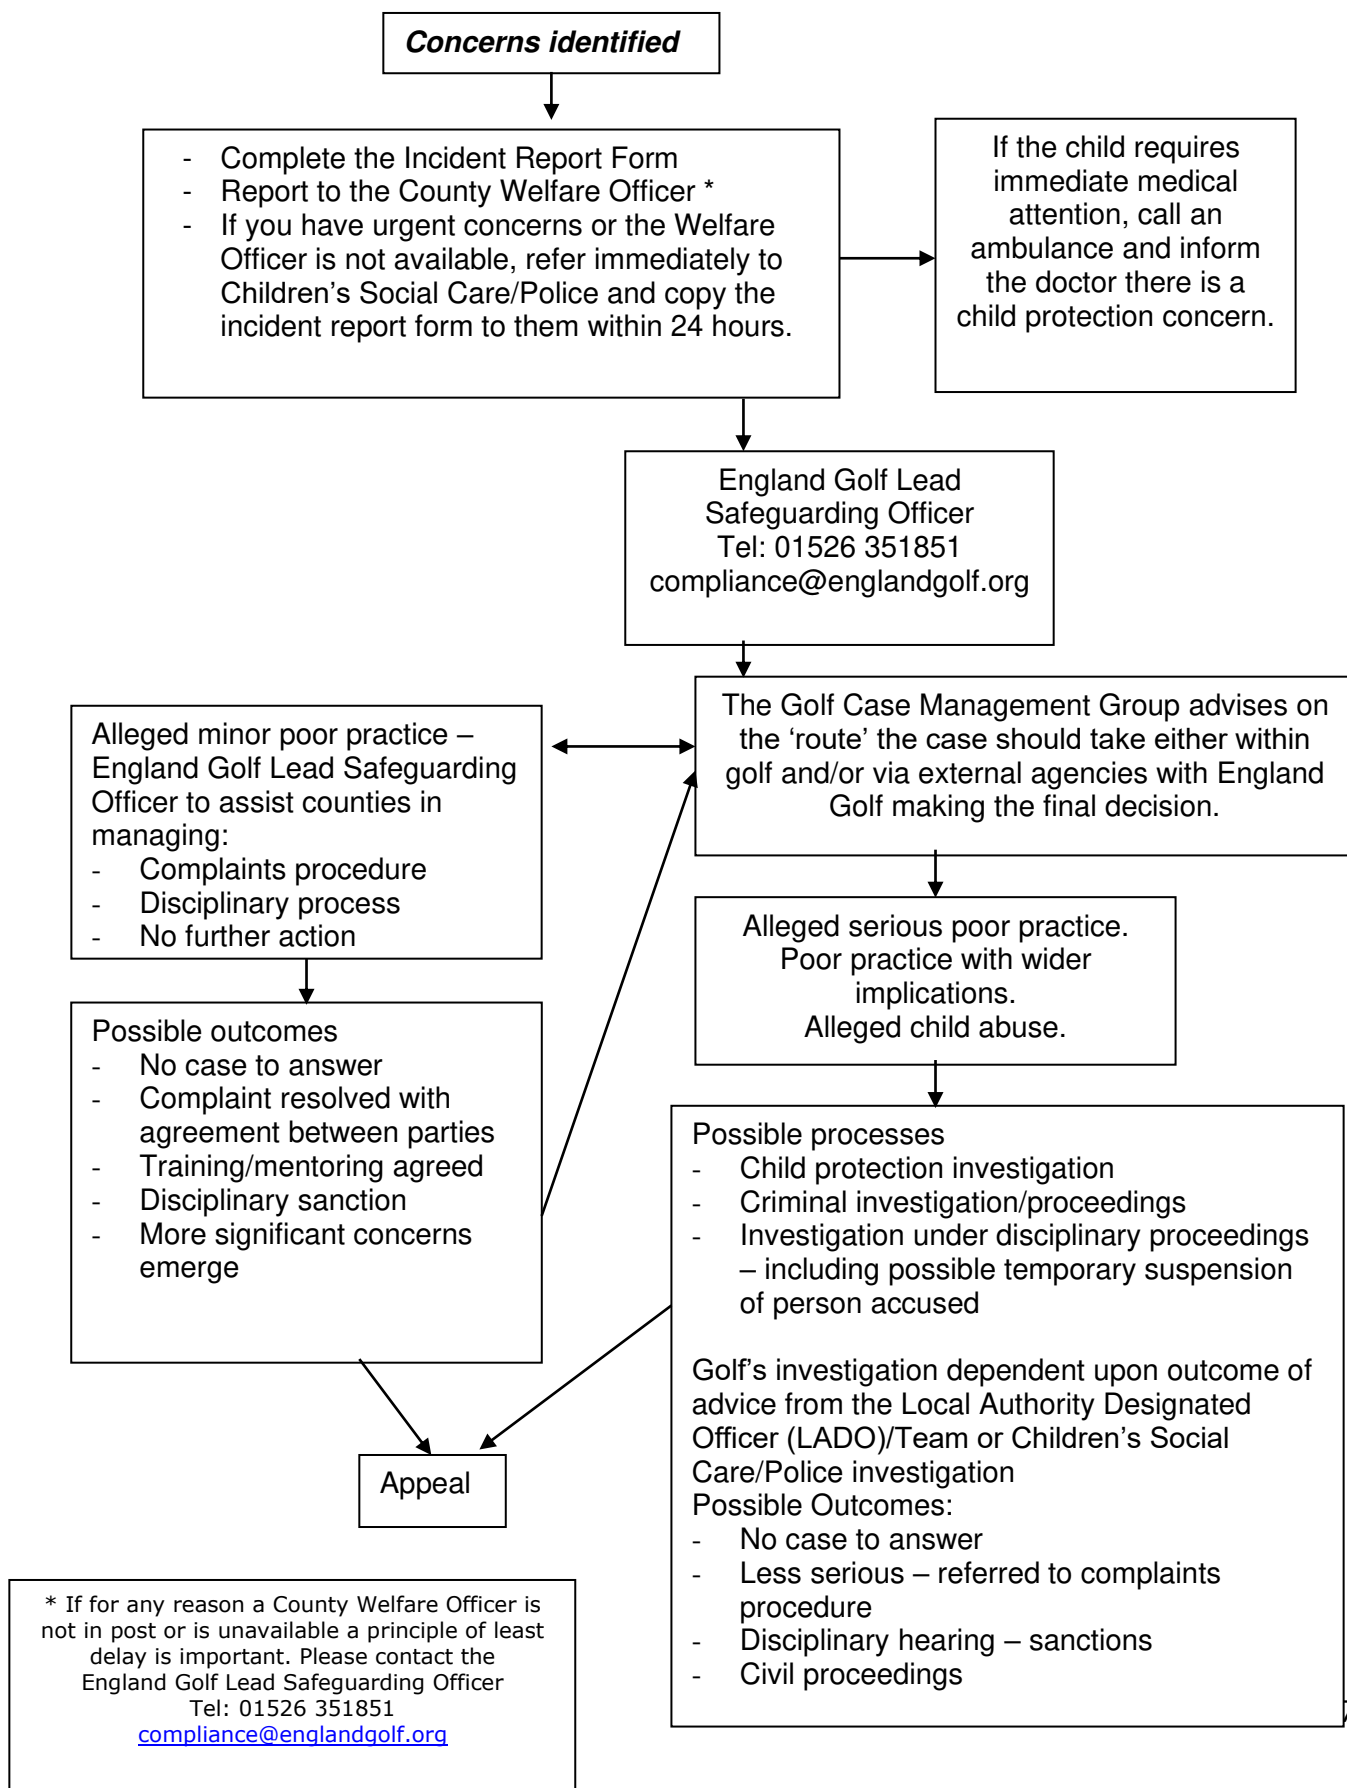 Concerns identified
- Complete the Incident Report Form
- Report to the County Welfare Officer *
- If you have urgent concerns or the Welfare
Officer is not available, refer immediately to
Children’s Social Care/Police and copy the
incident report form to them within 24 hours.
If the child requires
immediate medical
attention, call an
ambulance and inform
the doctor there is a
child protection concern.
England Golf Lead
Safeguarding Officer
Tel: 01526 351851
compliance@englandgolf.org
The Golf Case Management Group advises on
the ‘route’ the case should take either within
golf and/or via external agencies with England
Golf making the final decision.
Alleged minor poor practice –
England Golf Lead Safeguarding
Officer to assist counties in
managing:
- Complaints procedure
- Disciplinary process
- No further action
Alleged serious poor practice.
Poor practice with wider
implications.
Alleged child abuse.
Possible outcomes
- No case to answer
- Complaint resolved with
agreement between parties
- Training/mentoring agreed
- Disciplinary sanction
- More significant concerns
emerge
Possible processes
- Child protection investigation
- Criminal investigation/proceedings
- Investigation under disciplinary proceedings
– including possible temporary suspension
of person accused
Golf’s investigation dependent upon outcome of
advice from the Local Authority Designated
Officer (LADO)/Team or Children’s Social
Care/Police investigation
Possible Outcomes:
- No case to answer
- Less serious – referred to complaints
procedure
- Disciplinary hearing – sanctions
- Civil proceedings
Appeal
* If for any reason a County Welfare Officer is
not in post or is unavailable a principle of least
delay is important. Please contact the
England Golf Lead Safeguarding Officer
Tel: 01526 351851
compliance@englandgolf.org